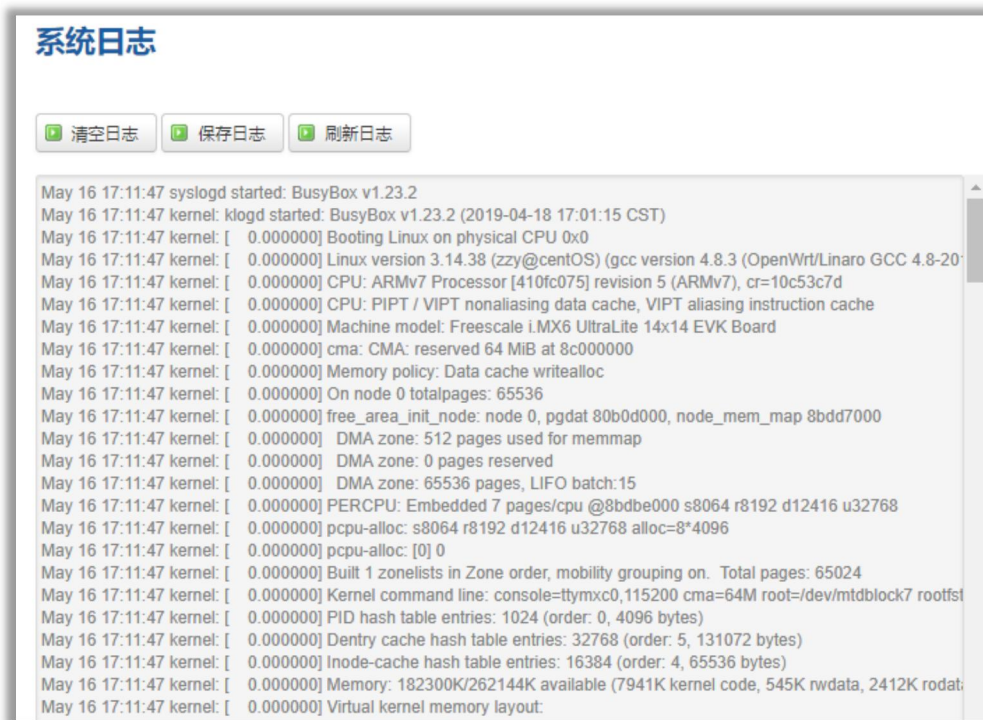 系统日志
清空日志 保存日志 刷新日志
May 16 17:11:47 syslogd started: BusyBox v1.23.2
May 16 17:11:47 kernel: klogd started: BusyBox v1.23.2 (2019-04-18 17:01:15 CST)
May 16 17:11:47 kernel: [    0.000000] Booting Linux on physical CPU 0x0
May 16 17:11:47 kernel: [    0.000000] Linux version 3.14.38 (zzy@centOS) (gcc version 4.8.3 (OpenWrt/Linaro GCC 4.8-20
May 16 17:11:47 kernel: [    0.000000] CPU: ARMv7 Processor [410fc075] revision 5 (ARMv7), cr=10c53c7d
May 16 17:11:47 kernel: [    0.000000] CPU: PIPT / VIPT nonaliasing data cache, VIPT aliasing instruction cache
May 16 17:11:47 kernel: [    0.000000] Machine model: Freescale i.MX6 UltraLite 14x14 EVK Board
May 16 17:11:47 kernel: [    0.000000] cma: CMA: reserved 64 MiB at 8c000000
May 16 17:11:47 kernel: [    0.000000] Memory policy: Data cache writealloc
May 16 17:11:47 kernel: [    0.000000] On node 0 totalpages: 65536
May 16 17:11:47 kernel: [    0.000000] free_area_init_node: node 0, pgdat 80b0d000, node_mem_map 8bdd7000
May 16 17:11:47 kernel: [    0.000000]   DMA zone: 512 pages used for memmap
May 16 17:11:47 kernel: [    0.000000]   DMA zone: 0 pages reserved
May 16 17:11:47 kernel: [    0.000000]   DMA zone: 65536 pages, LIFO batch:15
May 16 17:11:47 kernel: [    0.000000] PERCPU: Embedded 7 pages/cpu @8bdbe000 s8064 r8192 d12416 u32768
May 16 17:11:47 kernel: [    0.000000] pcpu-alloc: s8064 r8192 d12416 u32768 alloc=8*4096
May 16 17:11:47 kernel: [    0.000000] pcpu-alloc: [0] 0
May 16 17:11:47 kernel: [    0.000000] Built 1 zonelists in Zone order, mobility grouping on.  Total pages: 65024
May 16 17:11:47 kernel: [    0.000000] Kernel command line: console=ttymxc0,115200 cma=64M root=/dev/mtdblock7 rootfst
May 16 17:11:47 kernel: [    0.000000] PID hash table entries: 1024 (order: 0, 4096 bytes)
May 16 17:11:47 kernel: [    0.000000] Dentry cache hash table entries: 32768 (order: 5, 131072 bytes)
May 16 17:11:47 kernel: [    0.000000] Inode-cache hash table entries: 16384 (order: 4, 65536 bytes)
May 16 17:11:47 kernel: [    0.000000] Memory: 182300K/262144K available (7941K kernel code, 545K rwdata, 2412K rodata
May 16 17:11:47 kernel: [    0.000000] Virtual kernel memory layout: